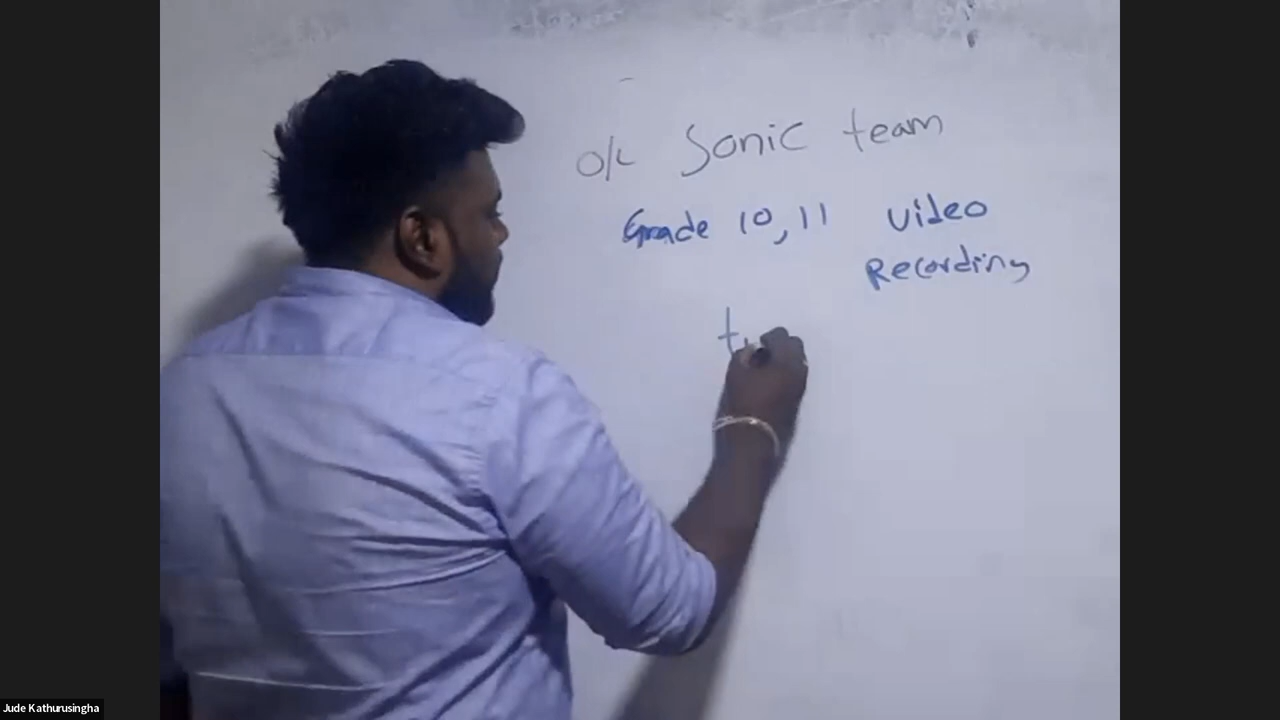 o/L Sonic team
Grade 10, 11 Video
Recording
Jude Kathurusingha